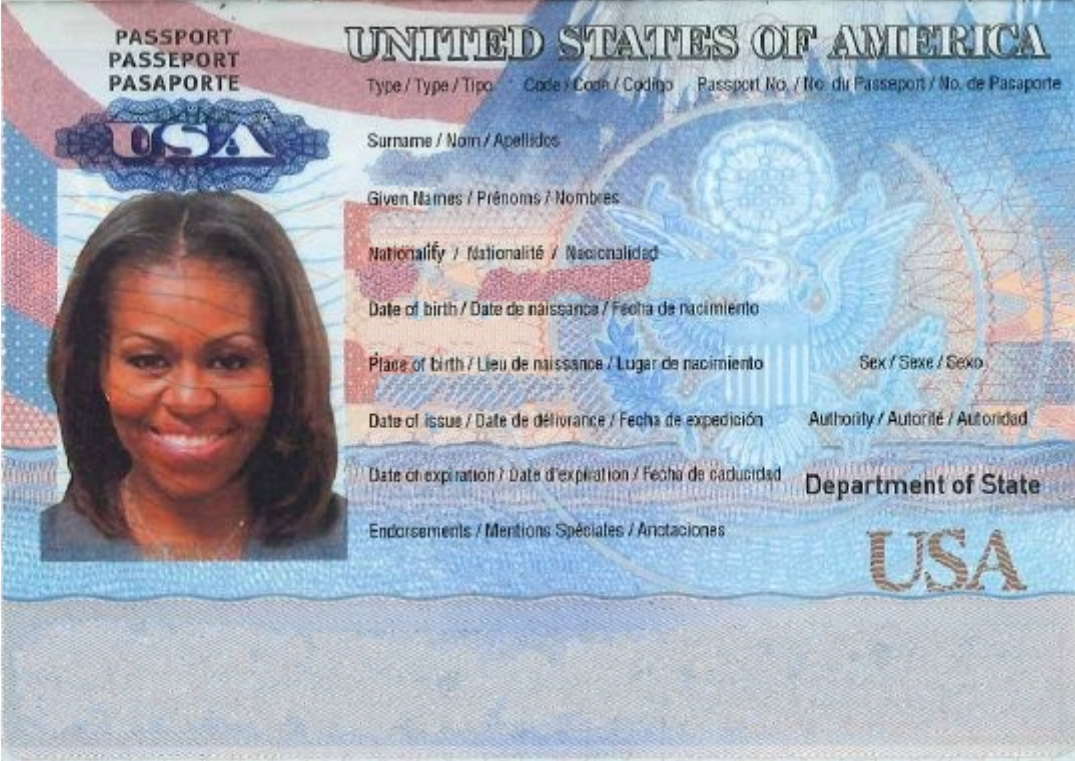 PASSPORT
PASSEPORT
PASAPORTE
USA
UNITED STATES OF AMERICA
Type / Type / Tipo Code / Code / Codigo Passport No. / No. du Passeport / No. de Pasaporte
Surname / Nom / Apellidos
Given Names / Prénoms / Nombres
Nationality / Nationalité / Nacionalidad
Date of birth / Date de naissance / Fecha de nacimiento
Place of birth / Lieu de naissance / Lugar de nacimiento Sex / Sexe / Sexo
Date of issue / Date de délivrance / Fecha de expedición Authority / Autorité / Autoridad
Date of expiration / Date d'expiration / Fecha de caducidad Department of State
Endorsements / Mentions Spéciales / Anotaciones
USA